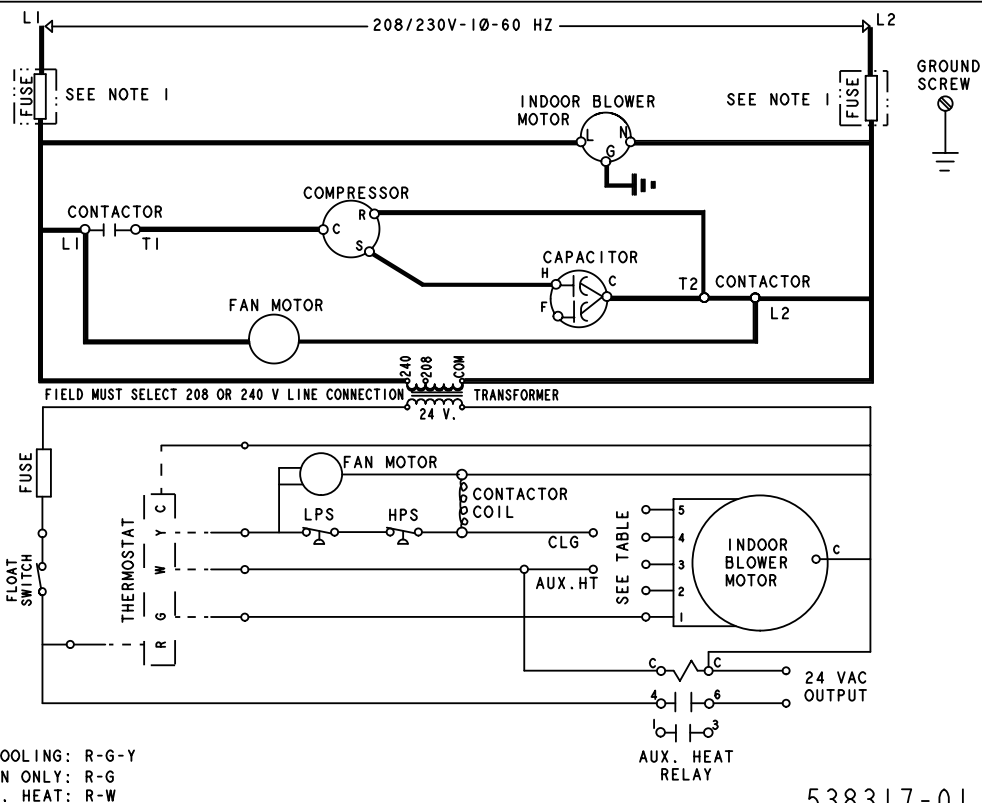 L1
208/230V-1Ø-60 HZ
L2
FUSE
SEE NOTE 1
SEE NOTE 1
FUSE
GROUND
SCREW
INDOOR BLOWER
MOTOR
L
N
G
COMPRESSOR
CONTACTOR
R
C
S
L1
T1
CAPACITOR
H
C
F
T2
CONTACTOR
L2
FAN MOTOR
240
208
COM
FIELD MUST SELECT 208 OR 240 V LINE CONNECTION
TRANSFORMER
24 V.
FUSE
FLOAT
SWITCH
THERMOSTAT
C
Y
W
G
R
FAN MOTOR
LPS
HPS
CONTACTOR
COIL
CLG
AUX.HT
SEE TABLE
5
4
3
2
1
INDOOR
BLOWER
MOTOR
C
C
C
24 VAC
OUTPUT
4
6
1
3
AUX. HEAT
RELAY
OOLING: R-G-Y
N ONLY: R-G
. HEAT: R-W
538317-01